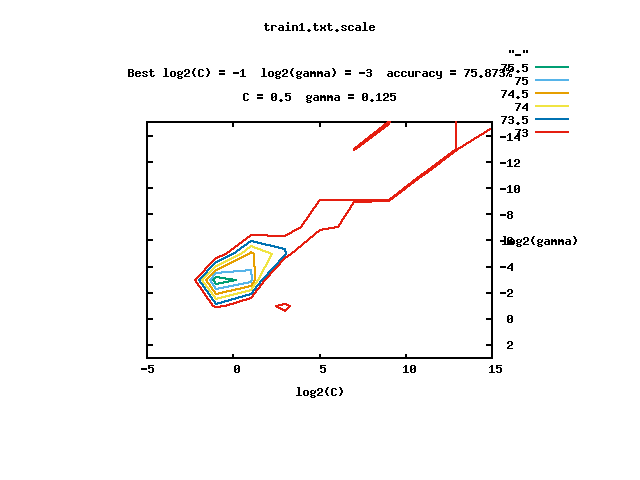 train1.txt.scale
"-"
Best log2(C) = -1  log2(gamma) = -3  accuracy = 75.873%
75.5
75
C = 0.5  gamma = 0.125
74.5
74
73.5
73
-14
-12
-10
-8
-6
log2(gamma)
-4
-2
0
2
-5 0 5 10 15
log2(C)